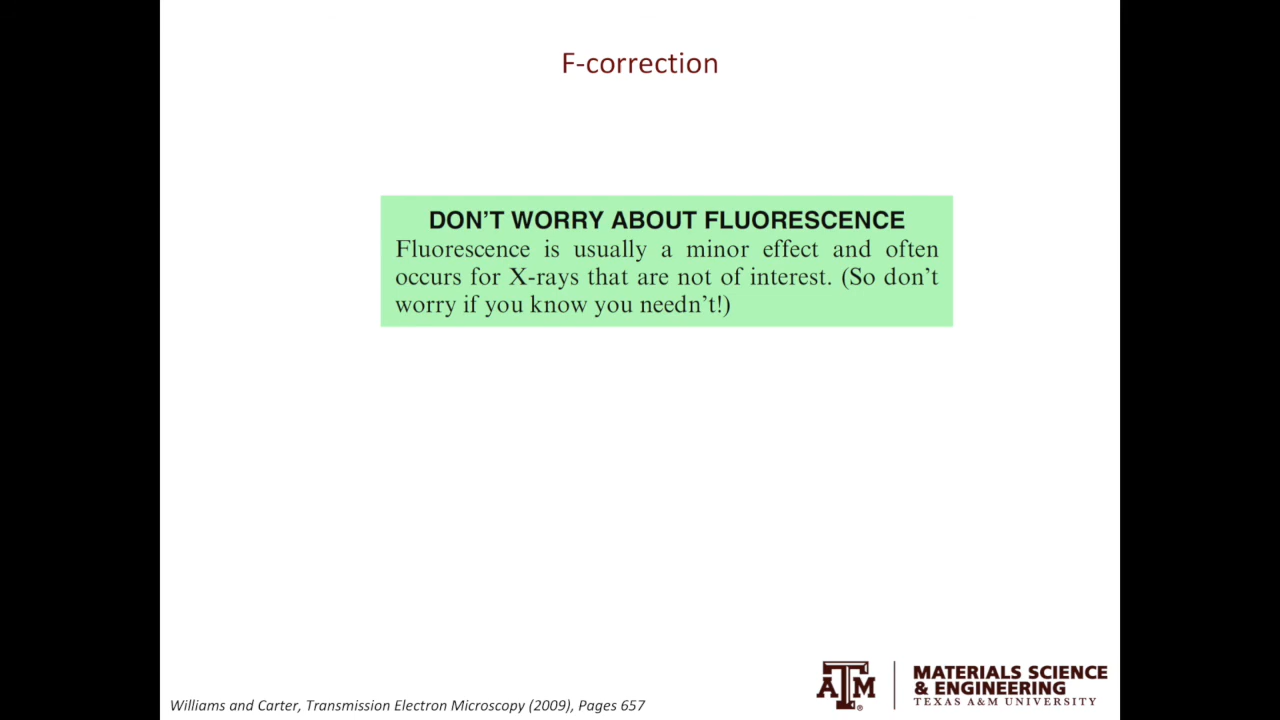 F-correction
DON'T WORRY ABOUT FLUORESCENCE
Fluorescence is usually a minor effect and often
occurs for X-rays that are not of interest. (So don't
worry if you know you needn't!)
Williams and Carter, Transmission Electron Microscopy (2009), Pages 657
ATM®
MATERIALS SCIENCE
& ENGINEERING
TEXAS A&M UNIVERSITY